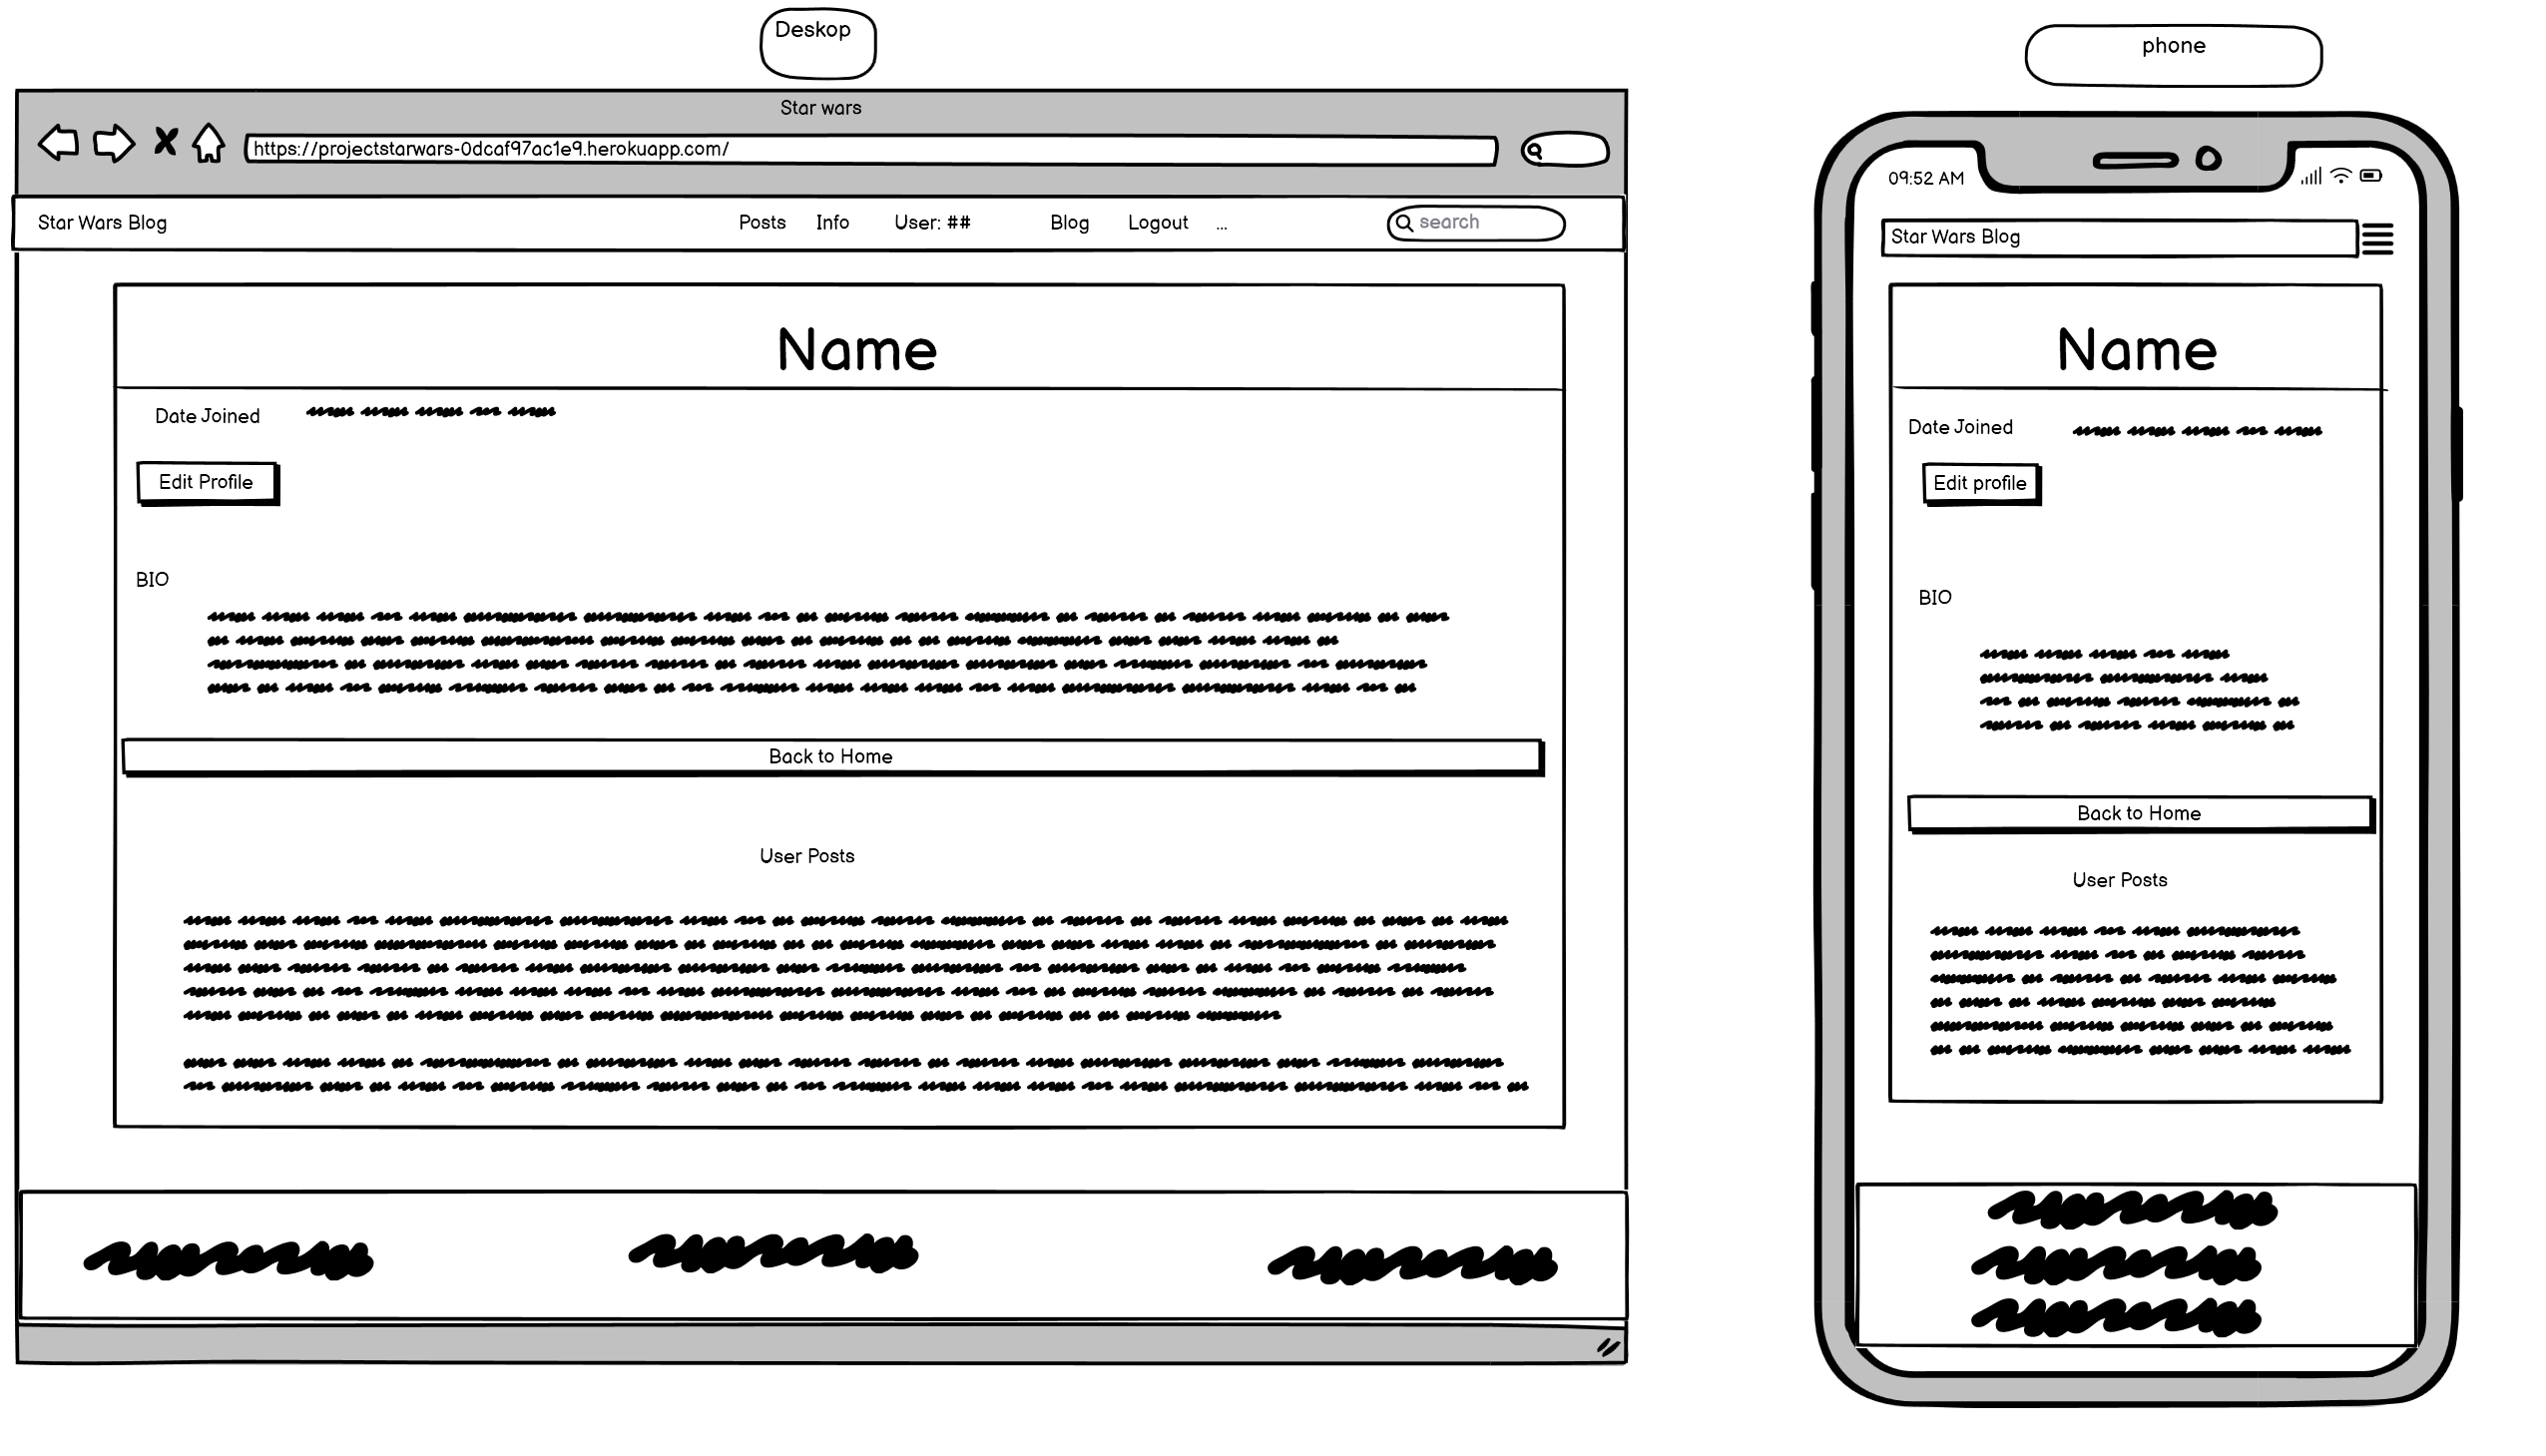 Deskop
Star wars
https://projectstarwars-0dcaf97ac1e9.herokuapp.com/
Star Wars Blog Posts Info User: ## Blog Logout ... search
Name
Date Joined
Edit Profile
BIO
Back to Home
User Posts
phone
09:52 AM
Star Wars Blog
Name
Date Joined
Edit profile
BIO
Back to Home
User Posts